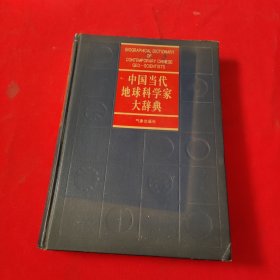 BIOGRAPHICAL DICTIONARY
OF
CONTEMPORARY CHINESE
GEO-SCIENTISTS
中国当代
地球科学家
大辞典
气象出版社